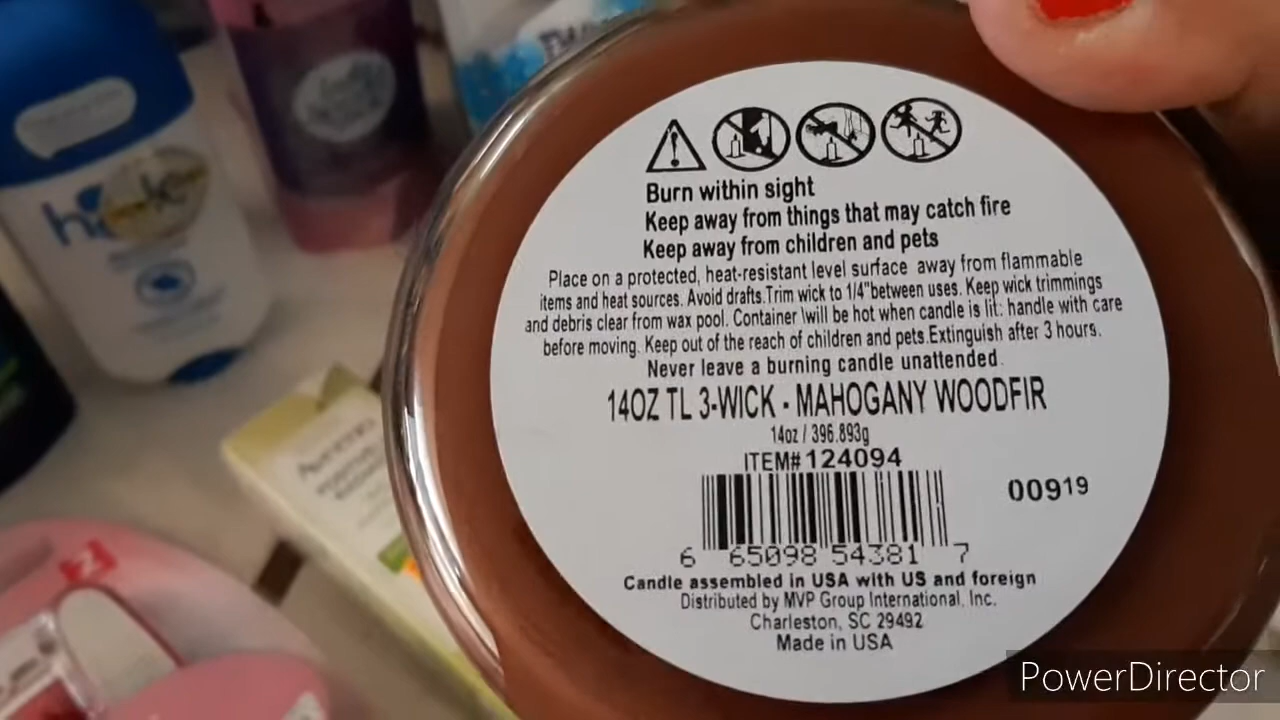 Burn within sight
Keep away from things that may catch fire
Keep away from children and pets
Place on a protected, heat-resistant level surface away from flammable
items and heat sources. Avoid drafts.Trim wick to 1/4"between uses. Keep wick trimmings
and debris clear from wax pool. Container \will be hot when candle is lit: handle with care
before moving. Keep out of the reach of children and pets.Extinguish after 3 hours.
Never leave a burning candle unattended.
14OZ TL 3-WICK - MAHOGANY WOODFIR
14oz / 396.893g
ITEM# 124094
00919
6 65098 54381 7
Candle assembled in USA with US and foreign
Distributed by MVP Group International, Inc.
Charleston, SC 29492
Made in USA
Aveeno
PowerDirector